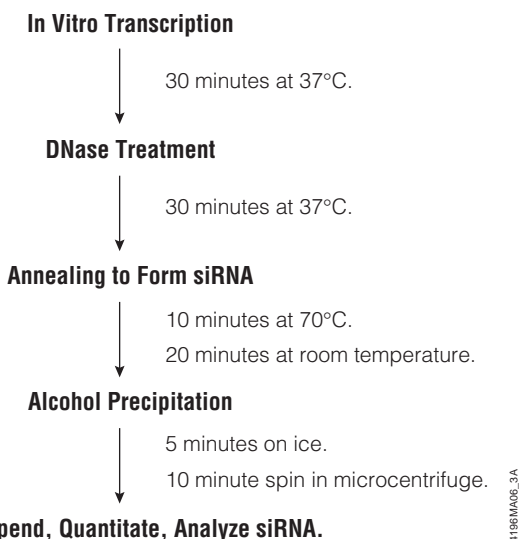 In Vitro Transcription
30 minutes at 37°C.
DNase Treatment
30 minutes at 37°C.
Annealing to Form siRNA
10 minutes at 70°C.
20 minutes at room temperature.
Alcohol Precipitation
5 minutes on ice.
10 minute spin in microcentrifuge.
pend, Quantitate, Analyze siRNA.
4196MA06_3A